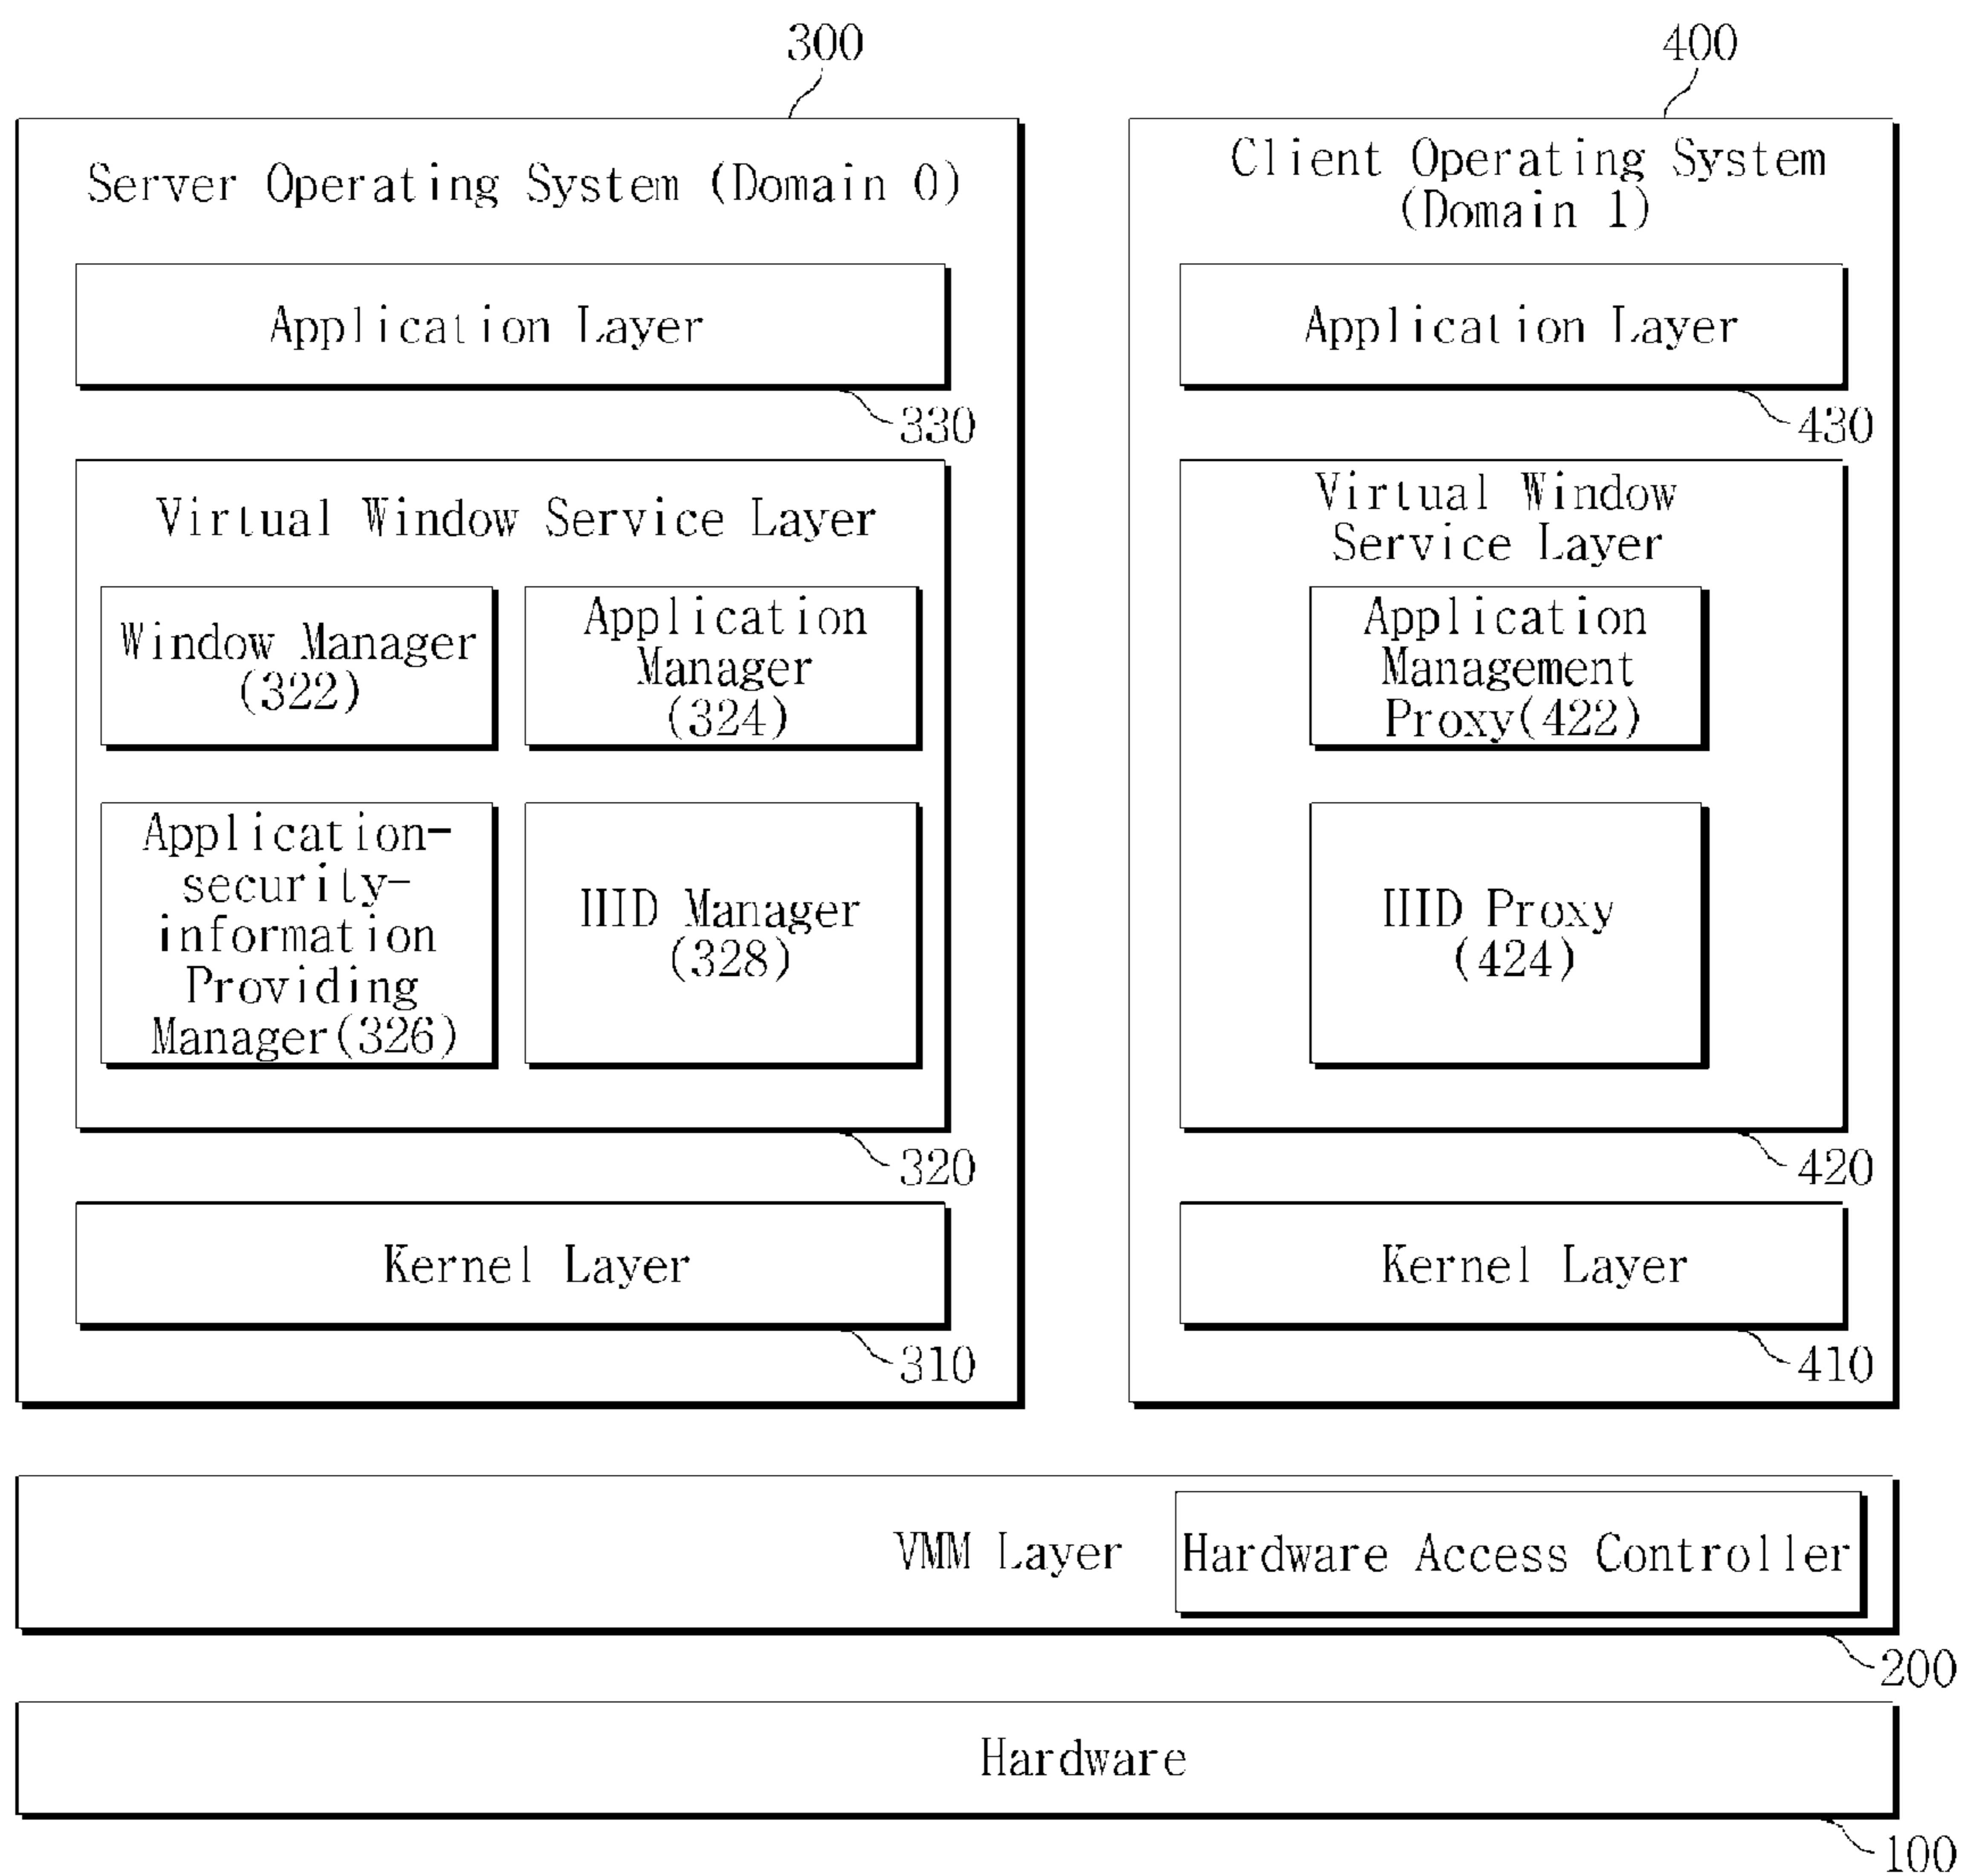 300
400
Server Operating System (Domain 0)
Client Operating System
(Domain 1)
Application Layer
330
Application Layer
430
Virtual Window Service Layer
Window Manager
(322)
Application
Manager
(324)
Application-
security-
information
Providing
Manager(326)
HID Manager
(328)
320
Virtual Window
Service Layer
Application
Management
Proxy(422)
HID Proxy
(424)
420
Kernel Layer
310
Kernel Layer
410
VMM Layer
Hardware Access Controller
200
Hardware
100